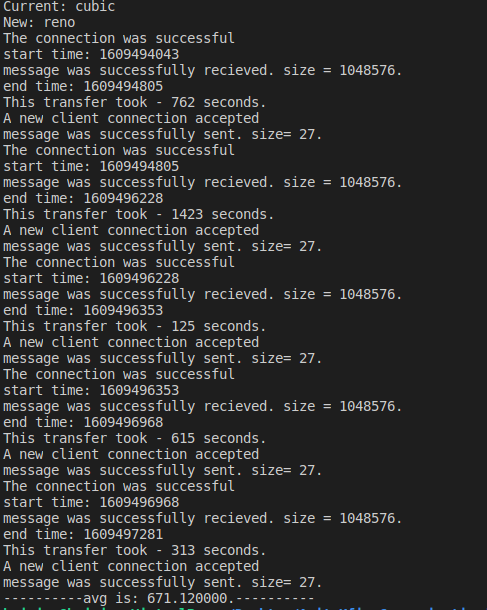 Current: cubic
New: reno
The connection was successful
start time: 1609494043
message was successfully recieved. size = 1048576.
end time: 1609494805
This transfer took - 762 seconds.
A new client connection accepted
message was successfully sent. size= 27.
The connection was successful
start time: 1609494805
message was successfully recieved. size = 1048576.
end time: 1609496228
This transfer took - 1423 seconds.
A new client connection accepted
message was successfully sent. size= 27.
The connection was successful
start time: 1609496228
message was successfully recieved. size = 1048576.
end time: 1609496353
This transfer took - 125 seconds.
A new client connection accepted
message was successfully sent. size= 27.
The connection was successful
start time: 1609496353
message was successfully recieved. size = 1048576.
end time: 1609496968
This transfer took - 615 seconds.
A new client connection accepted
message was successfully sent. size= 27.
The connection was successful
start time: 1609496968
message was successfully recieved. size = 1048576.
end time: 1609497281
This transfer took - 313 seconds.
A new client connection accepted
message was successfully sent. size= 27.
----------avg is: 671.120000.----------